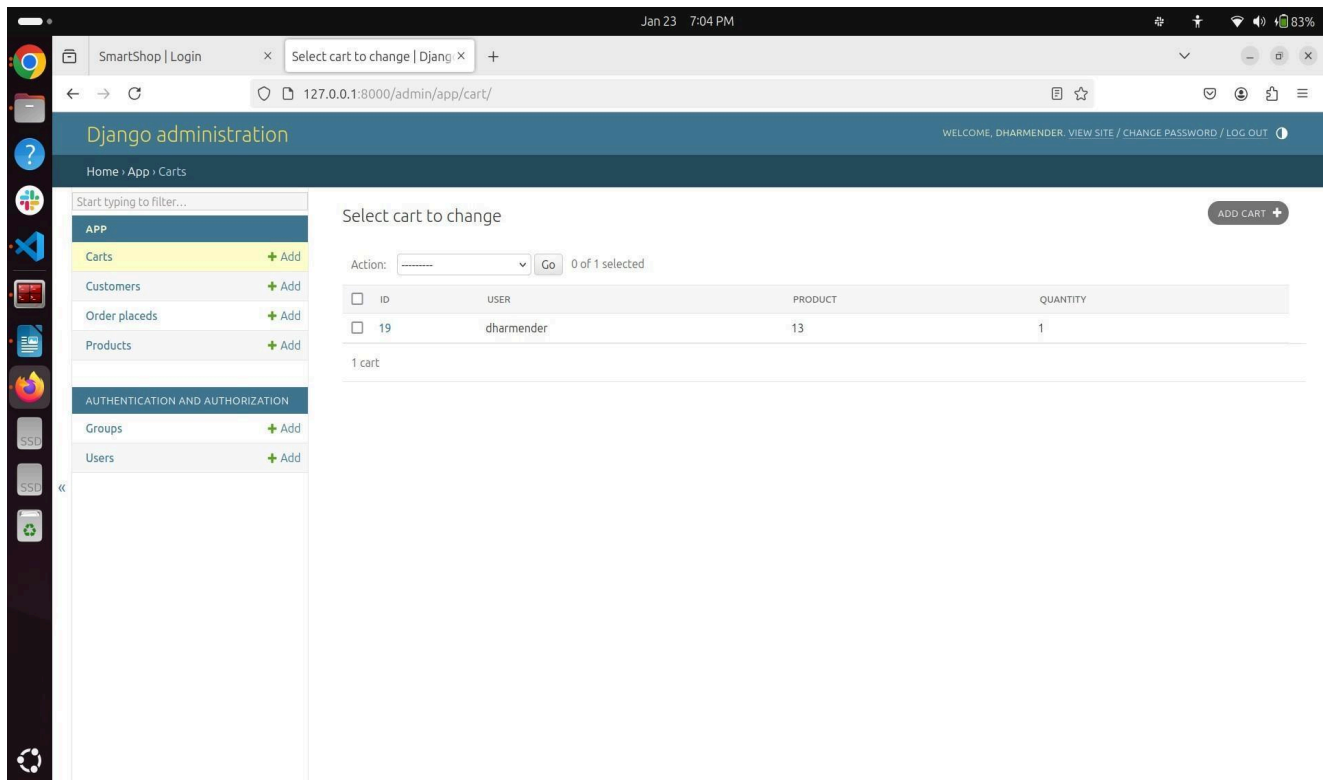 Jan 23 7:04 PM
83%
SmartShop | Login
Select cart to change | Djang
127.0.0.1:8000/admin/app/cart/
Django administration
WELCOME, DHARMENDER. VIEW SITE / CHANGE PASSWORD / LOG OUT
Home › App › Carts
Start typing to filter...
APP
Carts + Add
Customers + Add
Order placeds + Add
Products + Add
AUTHENTICATION AND AUTHORIZATION
Groups + Add
Users + Add
«
Select cart to change
ADD CART +
Action: --------- Go 0 of 1 selected
ID USER PRODUCT QUANTITY
19 dharmender 13 1
1 cart
SSD
SSD